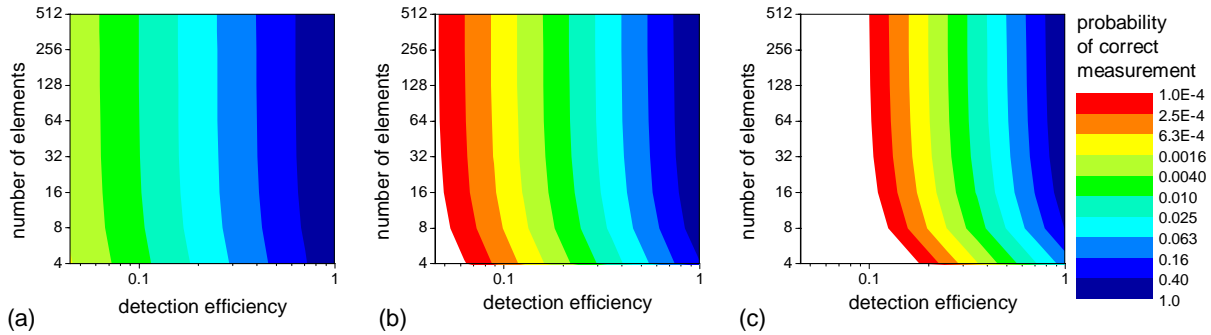 512
256
128
64
32
16
8
4
number of elements
0.1
1
detection efficiency
(a)
512
256
128
64
32
16
8
4
number of elements
0.1
1
detection efficiency
(b)
512
256
128
64
32
16
8
4
number of elements
0.1
1
detection efficiency
(c)
probability
of correct
measurement
1.0E-4
2.5E-4
6.3E-4
0.0016
0.0040
0.010
0.025
0.063
0.16
0.40
1.0